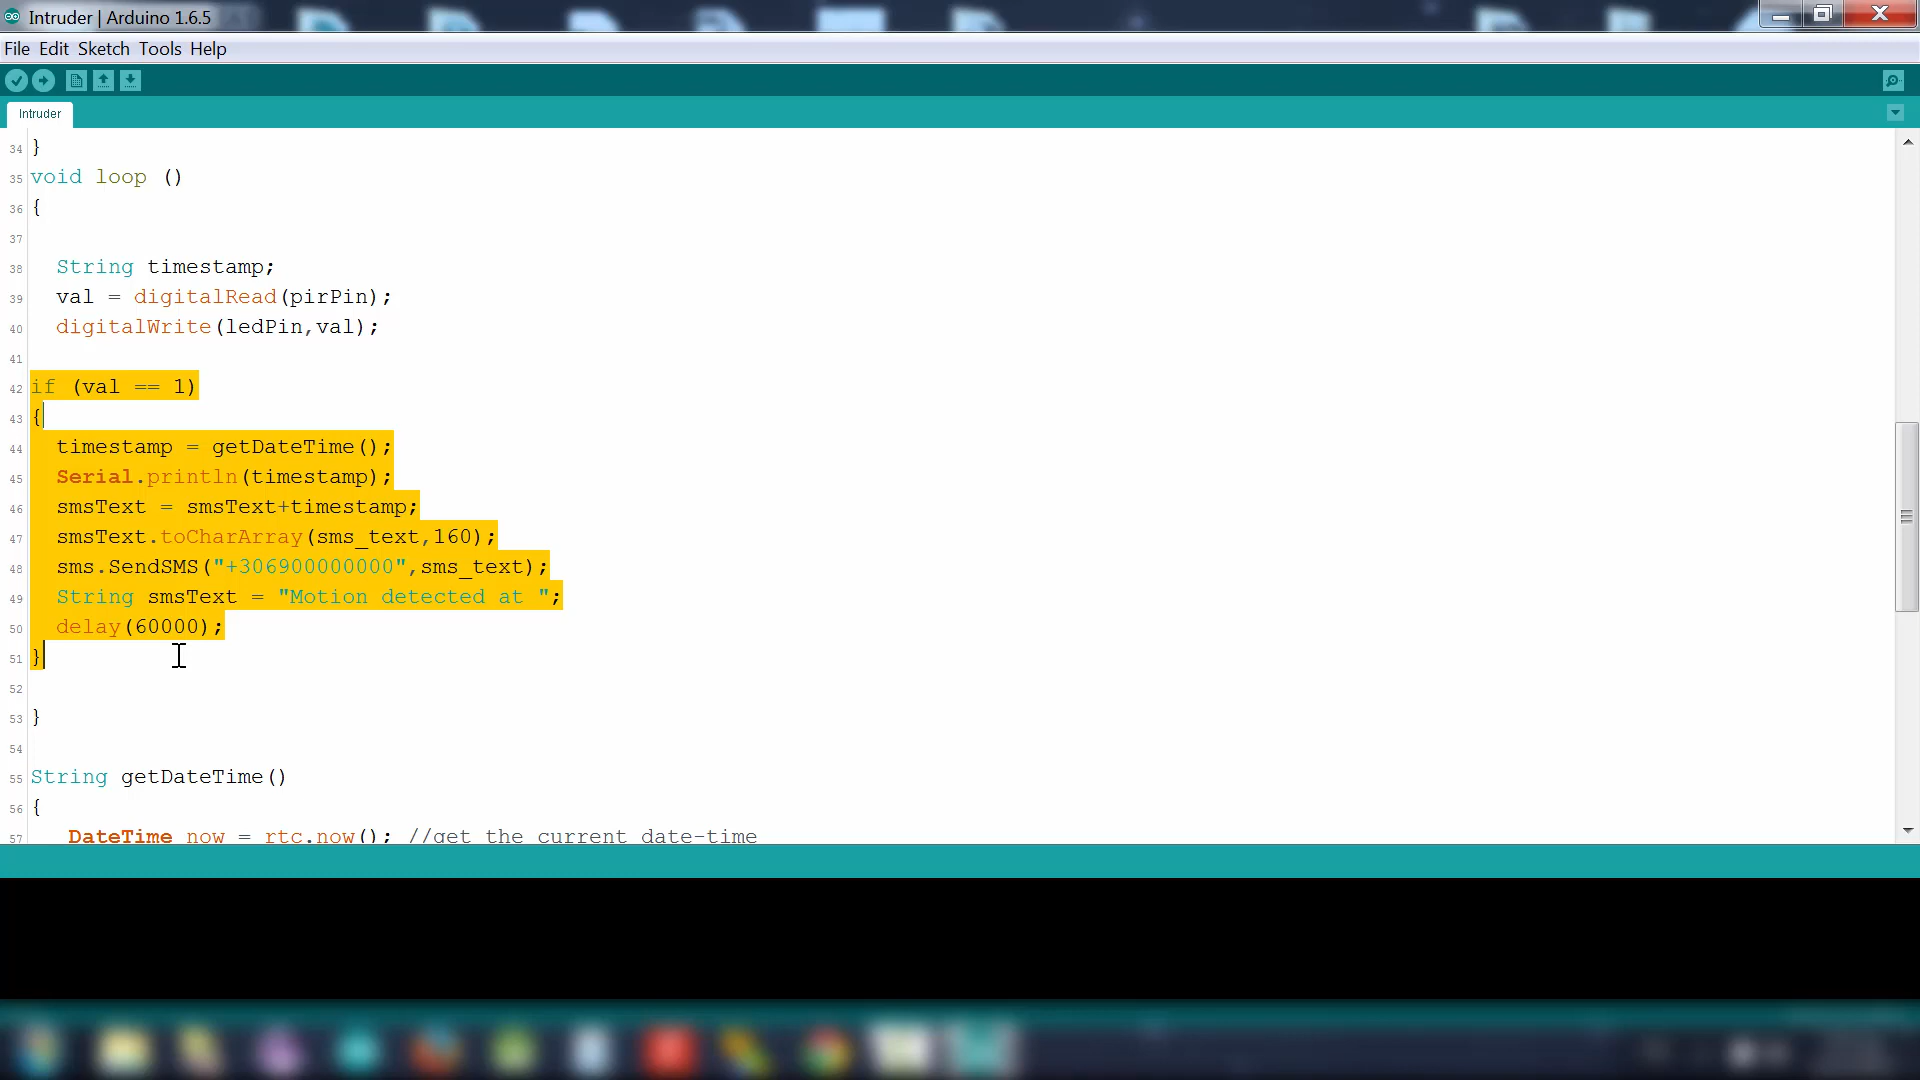 Intruder | Arduino 1.6.5
File Edit Sketch Tools Help
Intruder
34 }
35 void loop ()
36 {
37
38 String timestamp;
39 val = digitalRead(pirPin);
40 digitalWrite(ledPin,val);
41
42 if (val == 1)
43 {
44 timestamp = getDateTime();
45 Serial.println(timestamp);
46 smsText = smsText+timestamp;
47 smsText.toCharArray(sms_text,160);
48 sms.SendSMS("+306900000000",sms_text);
49 String smsText = "Motion detected at ";
50 delay(60000);
51 }
52
53 }
54
55 String getDateTime()
56 {
57 DateTime now = rtc.now(); //get the current date-time